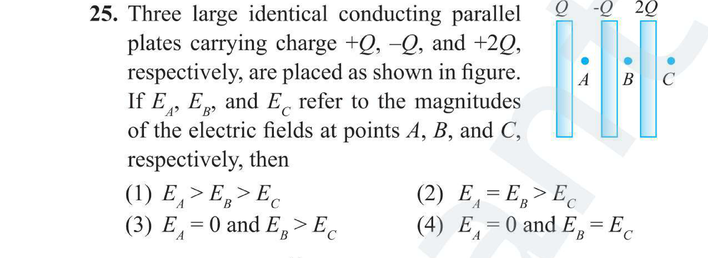 25. Three large identical conducting parallel
plates carrying charge +Q, –Q, and +2Q,
respectively, are placed as shown in figure.
If E_A, E_B, and E_C refer to the magnitudes
of the electric fields at points A, B, and C,
respectively, then
(1) E_A > E_B > E_C
(2) E_A = E_B > E_C
(3) E_A = 0 and E_B > E_C
(4) E_A = 0 and E_B = E_C
Q -Q 2Q
A B C